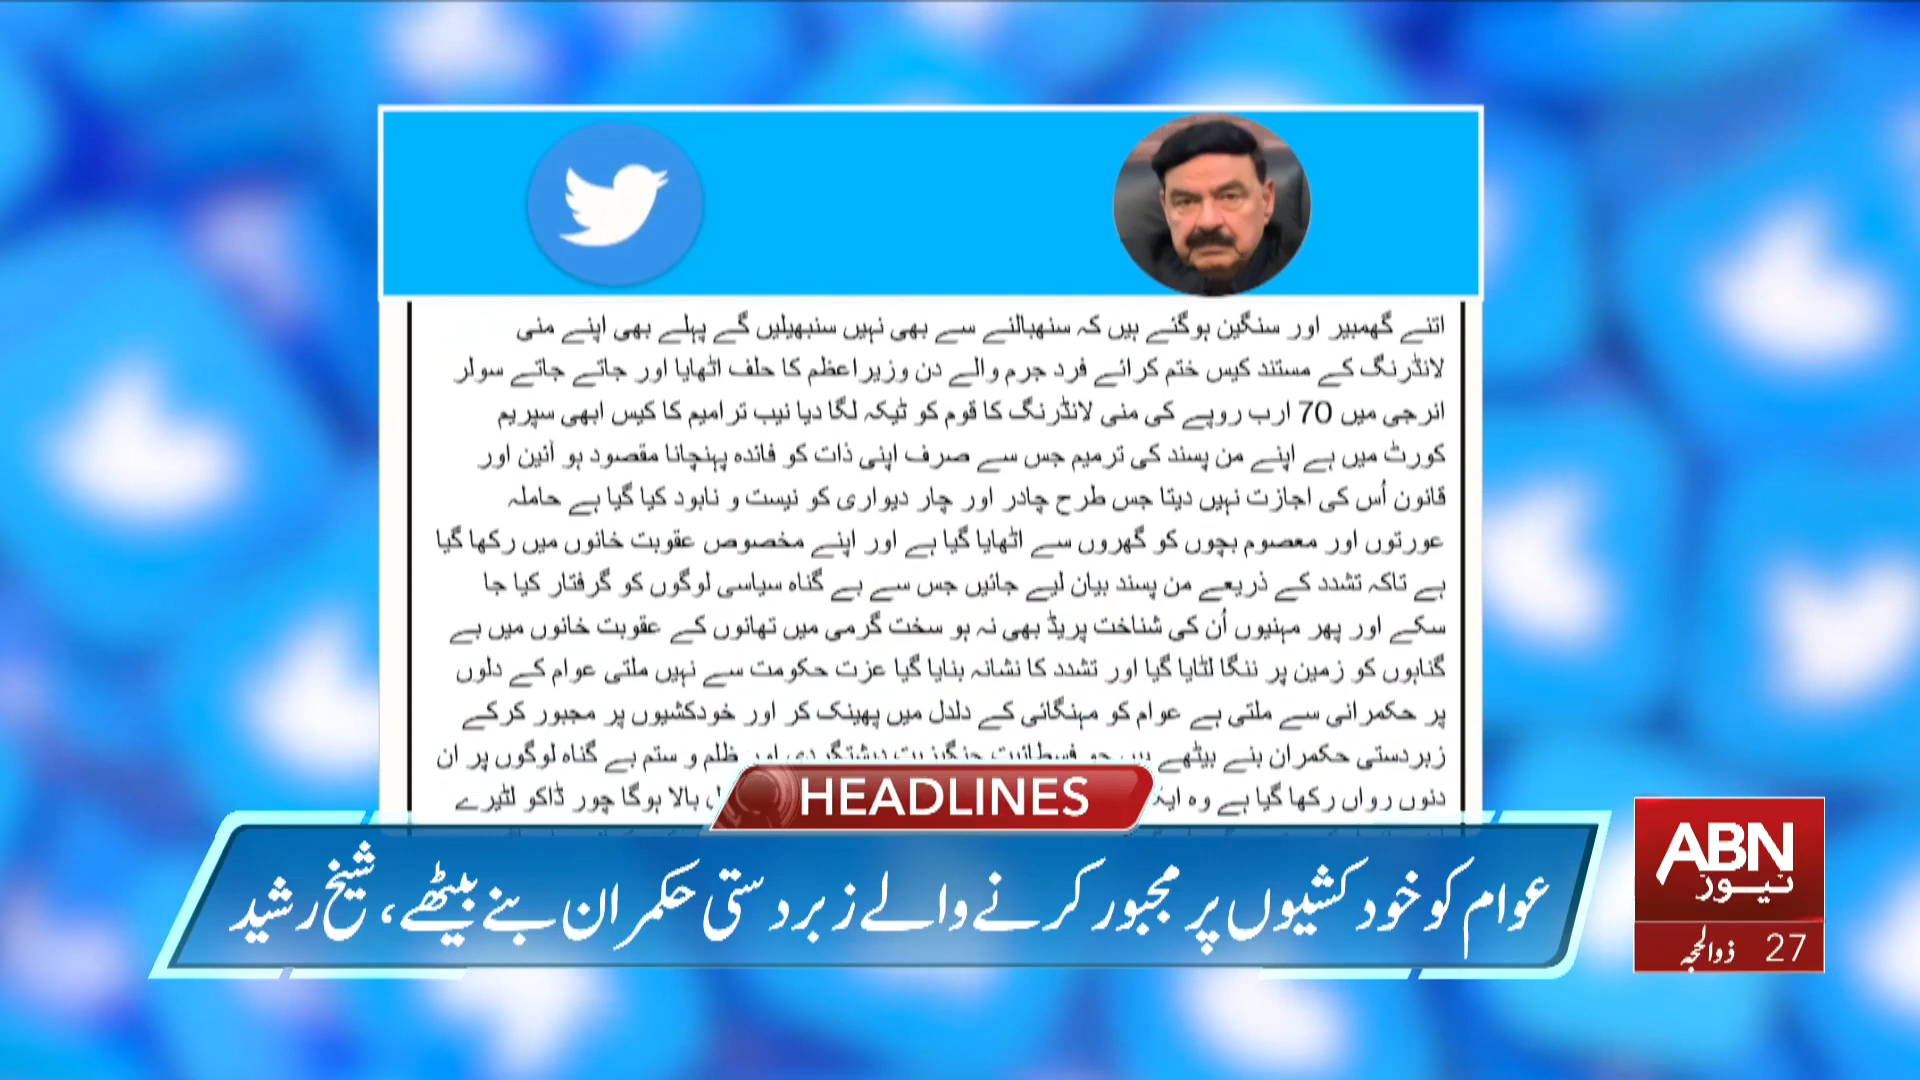 اتنے گھمبیر اور سنگین ہوگئے ہیں کہ سنھبالنے سے بھی نہیں سنبھیلیں گے پہلے بھی اپنے منی
لانڈرنگ کے مستند کیس ختم کرائے فرد جرم والے دن وزیراعظم کا حلف اٹھایا اور جاتے جاتے سولر
انرجی میں 70 ارب روپے کی منی لانڈرنگ کا قوم کو ٹیکہ لگا دیا نیب ترامیم کا کیس ابھی سپریم
کورٹ میں ہے اپنے من پسند کی ترمیم جس سے صرف اپنی ذات کو فائدہ پہنچانا مقصود ہو آئین اور
قانون اُس کی اجازت نہیں دیتا جس طرح چادر اور چار دیواری کو نیست و نابود کیا گیا ہے حاملہ
عورتوں اور معصوم بچوں کو گھروں سے اٹھایا گیا ہے اور اپنے مخصوص عقوبت خانوں میں رکھا گیا
ہے تاکہ تشدد کے ذریعے من پسند بیان لیے جائیں جس سے بے گناہ سیاسی لوگوں کو گرفتار کیا جا
سکے اور پھر مہنیوں اُن کی شناخت پریڈ بھی نہ ہو سخت گرمی میں تھانوں کے عقوبت خانوں میں بے
گناہوں کو زمین پر ننگا لٹایا گیا اور تشدد کا نشانہ بنایا گیا عزت حکومت سے نہیں ملتی عوام کے دلوں
پر حکمرانی سے ملتی ہے عوام کو مہنگائی کے دلدل میں پھینک کر اور خودکشیوں پر مجبور کرکے
زبردستی حکمران بنے بیٹھے ہیں جو فسطائیت چنگیزیت دہشتگردی اور ظلم و ستم بے گناہ لوگوں پر ان
دنوں رواں رکھا گیا ہے وہ بالا ہوگا چور ڈاکو لٹیرے
HEADLINES
عوام کو خودکشیوں پر مجبور کرنے والے زبردستی حکمران بنے بیٹھے، شیخ رشید
ABN
نیوز
27 ذوالحجہ